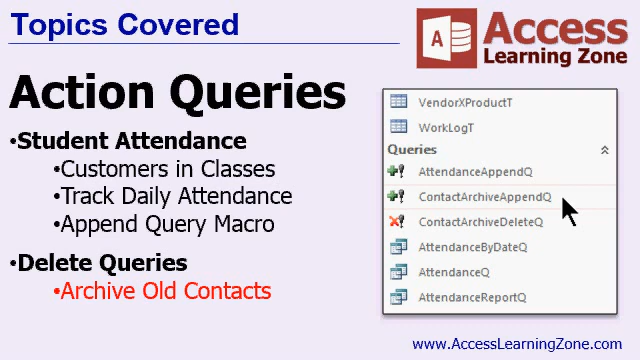 Topics Covered
A
Access
Learning Zone
Action Queries
•Student Attendance
•Customers in Classes
•Track Daily Attendance
•Append Query Macro
•Delete Queries
•Archive Old Contacts
VendorXProductT
WorkLogT
Queries
AttendanceAppendQ
ContactArchiveAppendQ
ContactArchiveDeleteQ
AttendanceByDateQ
AttendanceQ
AttendanceReportQ
www.AccessLearningZone.com